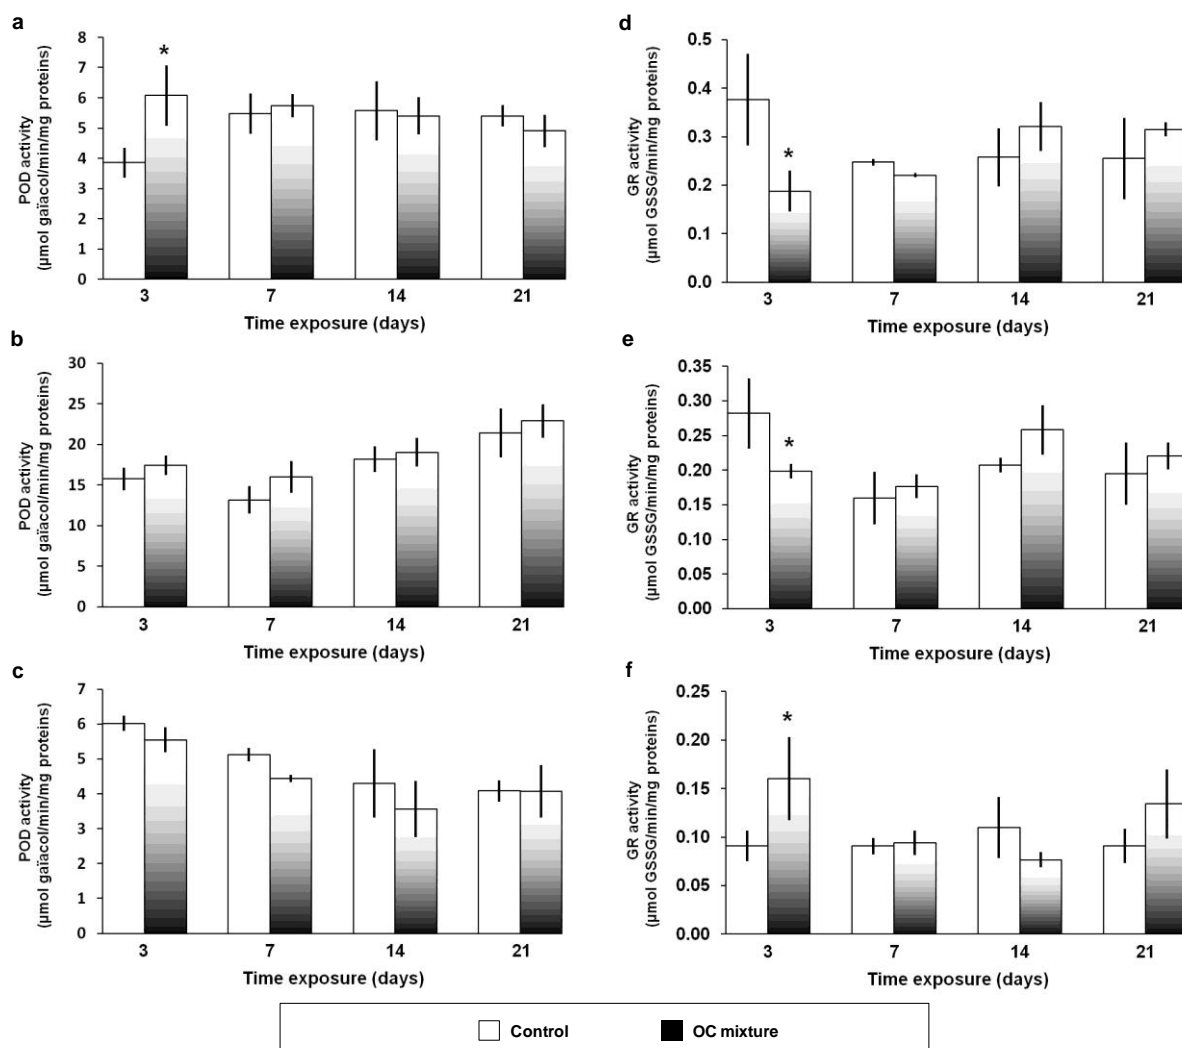 a
POD activity
(µmol gaïacol/min/mg proteins)
8
7
6
5
4
3
2
1
0
*
3 7 14 21
Time exposure (days)
b
POD activity
(µmol gaïacol/min/mg proteins)
30
25
20
15
10
5
0
3 7 14 21
Time exposure (days)
c
POD activity
(µmol gaïacol/min/mg proteins)
7
6
5
4
3
2
1
0
3 7 14 21
Time exposure (days)
d
GR activity
(µmol GSSG/min/mg proteins)
0.5
0.4
0.3
0.2
0.1
0.0
*
3 7 14 21
Time exposure (days)
e
GR activity
(µmol GSSG/min/mg proteins)
0.35
0.30
0.25
0.20
0.15
0.10
0.05
0.00
*
3 7 14 21
Time exposure (days)
f
GR activity
(µmol GSSG/min/mg proteins)
0.25
0.20
0.15
0.10
0.05
0.00
*
3 7 14 21
Time exposure (days)
Control OC mixture